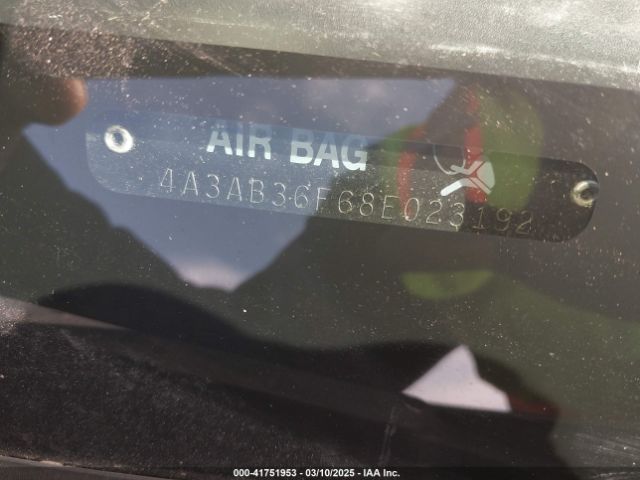 AIR BAG
4A3AB36F68E023192
000-41751953 - 03/10/2025 - IAA Inc.